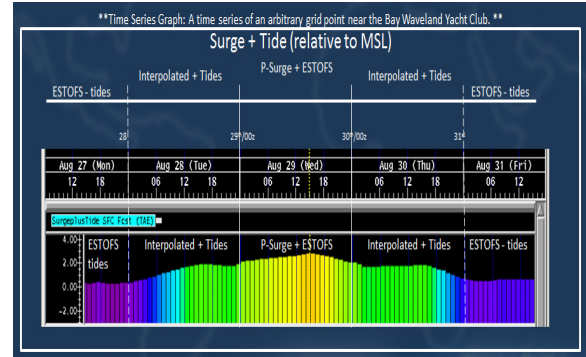 **Time Series Graph: A time series of an arbitrary grid point near the Bay Waveland Yacht Club. **
Surge + Tide (relative to MSL)
ESTOFS - tides Interpolated + Tides P-Surge + ESTOFS Interpolated + Tides ESTOFS - tides
28 29/00z 30/00z 31
Aug 27 (Mon) Aug 28 (Tue) Aug 29 (Wed) Aug 30 (Thu) Aug 31 (Fri)
12 18 06 12 18 06 12 18 06 12 18 06 12
SurgeplusTide SFC Fcst (TAE)
4.00
ESTOFS tides Interpolated + Tides P-Surge + ESTOFS Interpolated + Tides ESTOFS - tides
2.00
0.00
-2.00